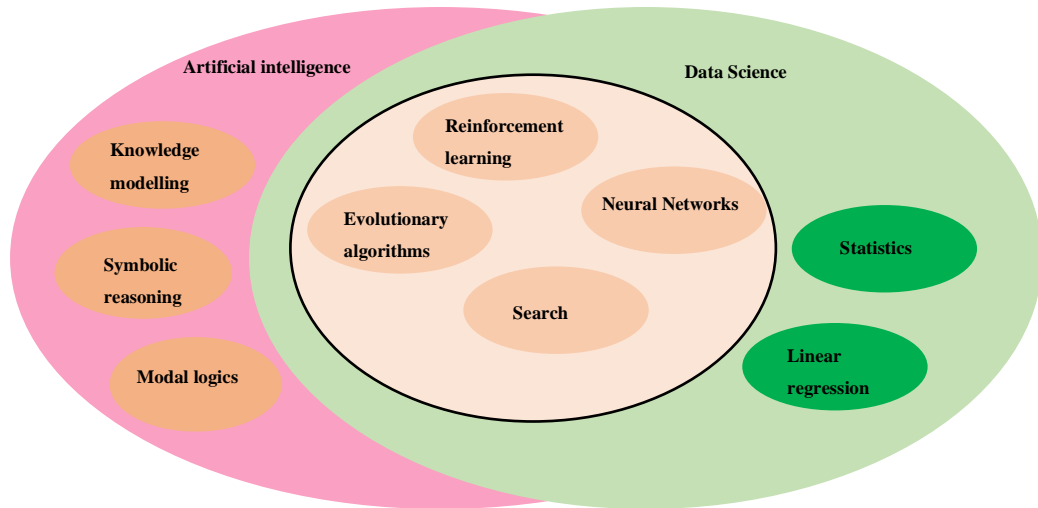 Artificial intelligence
Data Science
Reinforcement
learning
Knowledge
modelling
Neural Networks
Evolutionary
algorithms
Statistics
Symbolic
reasoning
Search
Linear
regression
Modal logics